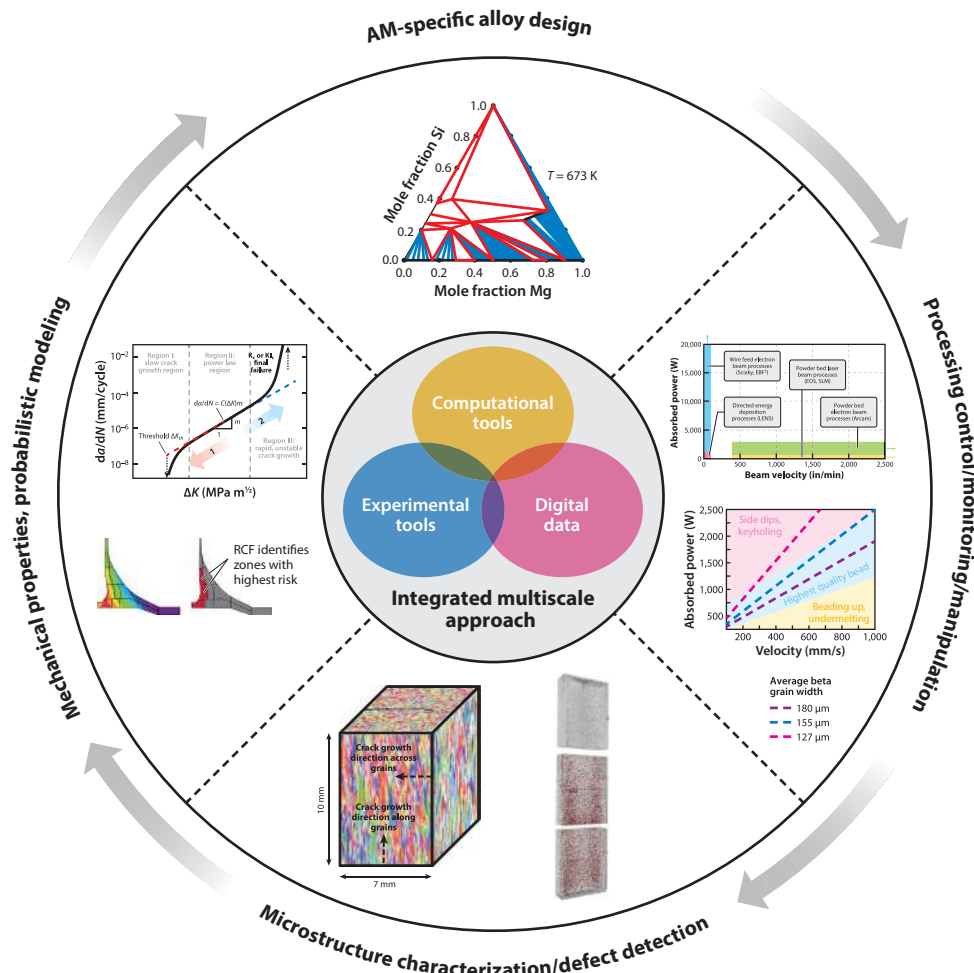 AM-specific alloy design
Mole fraction Si
1.0
0.8
0.6
0.4
0.2
0.0
T = 673 K
0.0 0.2 0.4 0.6 0.8 1.0
Mole fraction Mg
Processing control/monitoring/manipulation
Absorbed power (W)
20,000
15,000
10,000
5,000
0
Wire feed electron
beam processes
(Sciaky, EBF³)
Powder bed laser
beam processes
(EOS, SLM)
Directed energy
deposition
processes (LENS)
Powder bed
electron beam
processes (Arcam)
0 500 1,000 1,500 2,000 2,500
Beam velocity (in/min)
Absorbed power (W)
2,500
2,000
1,500
1,000
500
Side dips,
keyholing
Highest quality bead
Beading up,
undermelting
200 400 600 800 1,000
Velocity (mm/s)
Average beta
grain width
180 μm
155 μm
127 μm
Microstructure characterization/defect detection
Crack growth
direction across
grains
Crack growth
direction along
grains
10 mm
7 mm
Mechanical properties, probabilistic modeling
da/dN (mm/cycle)
10⁻²
10⁻⁴
10⁻⁶
10⁻⁸
Region I:
slow crack
growth region
Region II:
power law
region
or
final
failure
da/dN = C(ΔK)m
m
1
Threshold ΔK
1
2
Region III:
rapid, unstable
crack growth
ΔK (MPa m½)
RCF identifies
zones with
highest risk
Computational
tools
Experimental
tools
Digital
data
Integrated multiscale
approach